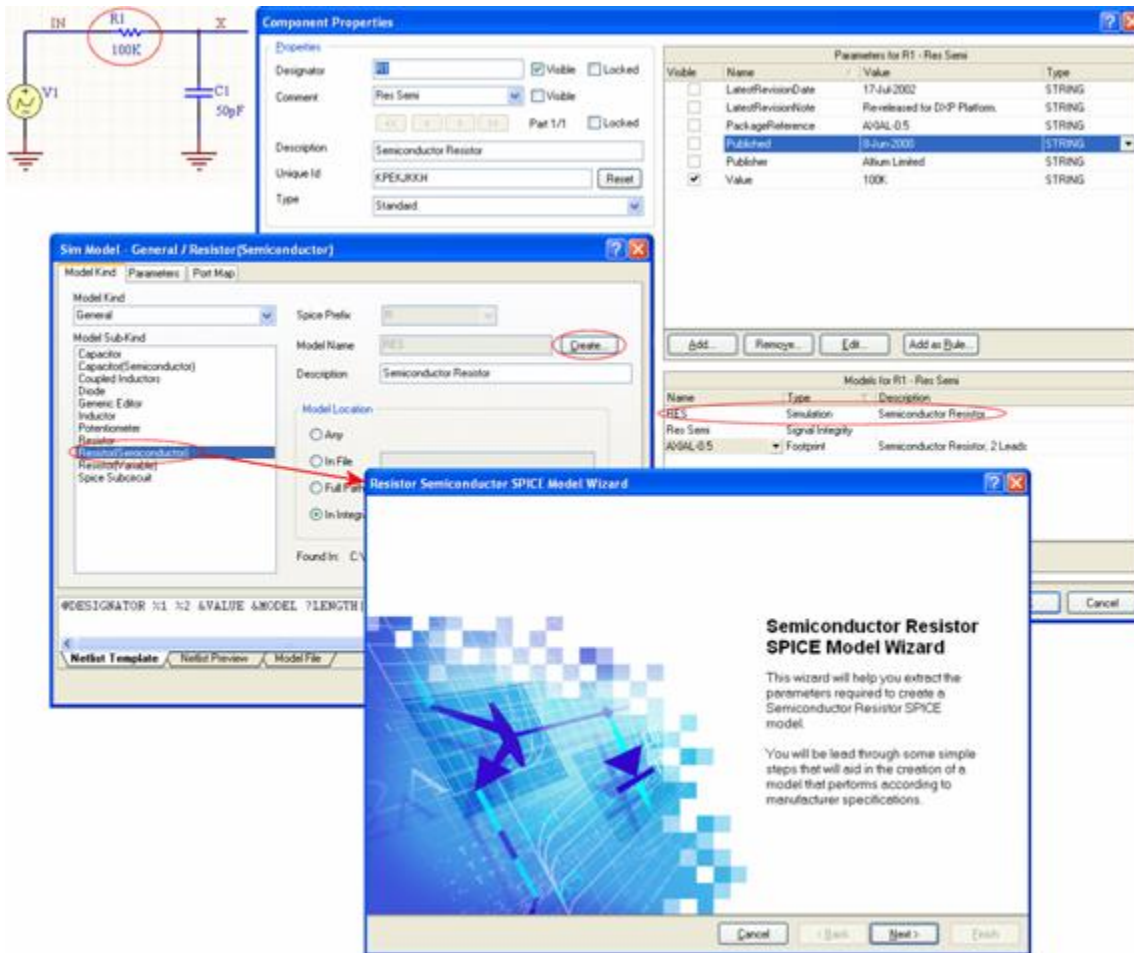 IN R1 X
100K
V1
C1
50pF
Component Properties
Properties
Designator R1 Visible Locked
Comment Res Semi Visible
<< < > >> Part 1/1 Locked
Description Semiconductor Resistor
Unique Id KPEKJKKH Reset
Type Standard
Parameters for R1 - Res Semi
Visible Name Value Type
LatestRevisionDate 17-Jul-2002 STRING
LatestRevisionNote Re-released for DXP Platform. STRING
PackageReference AXIAL-0.5 STRING
Published 8-Jun-2000 STRING
Publisher Altium Limited STRING
Value 100K STRING
Add... Remove... Edit... Add as Rule...
Models for R1 - Res Semi
Name Type Description
RES Simulation Semiconductor Resistor
Res Semi Signal Integrity
AXIAL-0.5 Footprint Semiconductor Resistor, 2 Leads
Cancel
Sim Model - General / Resistor(Semiconductor)
Model Kind Parameters Port Map
Model Kind
General
Spice Prefix R
Model Sub-Kind
Capacitor
Capacitor(Semiconductor)
Coupled Inductors
Diode
Generic Editor
Inductor
Potentiometer
Resistor
Resistor(Semiconductor)
Resistor(Variable)
Spice Subcircuit
Model Name RES Create...
Description Semiconductor Resistor
Model Location
Any
In File
Full Path
In Integr
Found In: C:\
@DESIGNATOR %1 %2 &VALUE &MODEL ?LENGTH|
Netlist Template Netlist Preview Model File
Resistor Semiconductor SPICE Model Wizard
Semiconductor Resistor
SPICE Model Wizard
This wizard will help you extract the
parameters required to create a
Semiconductor Resistor SPICE
model.
You will be lead through some simple
steps that will aid in the creation of a
model that performs according to
manufacturer specifications.
Cancel < Back Next > Finish